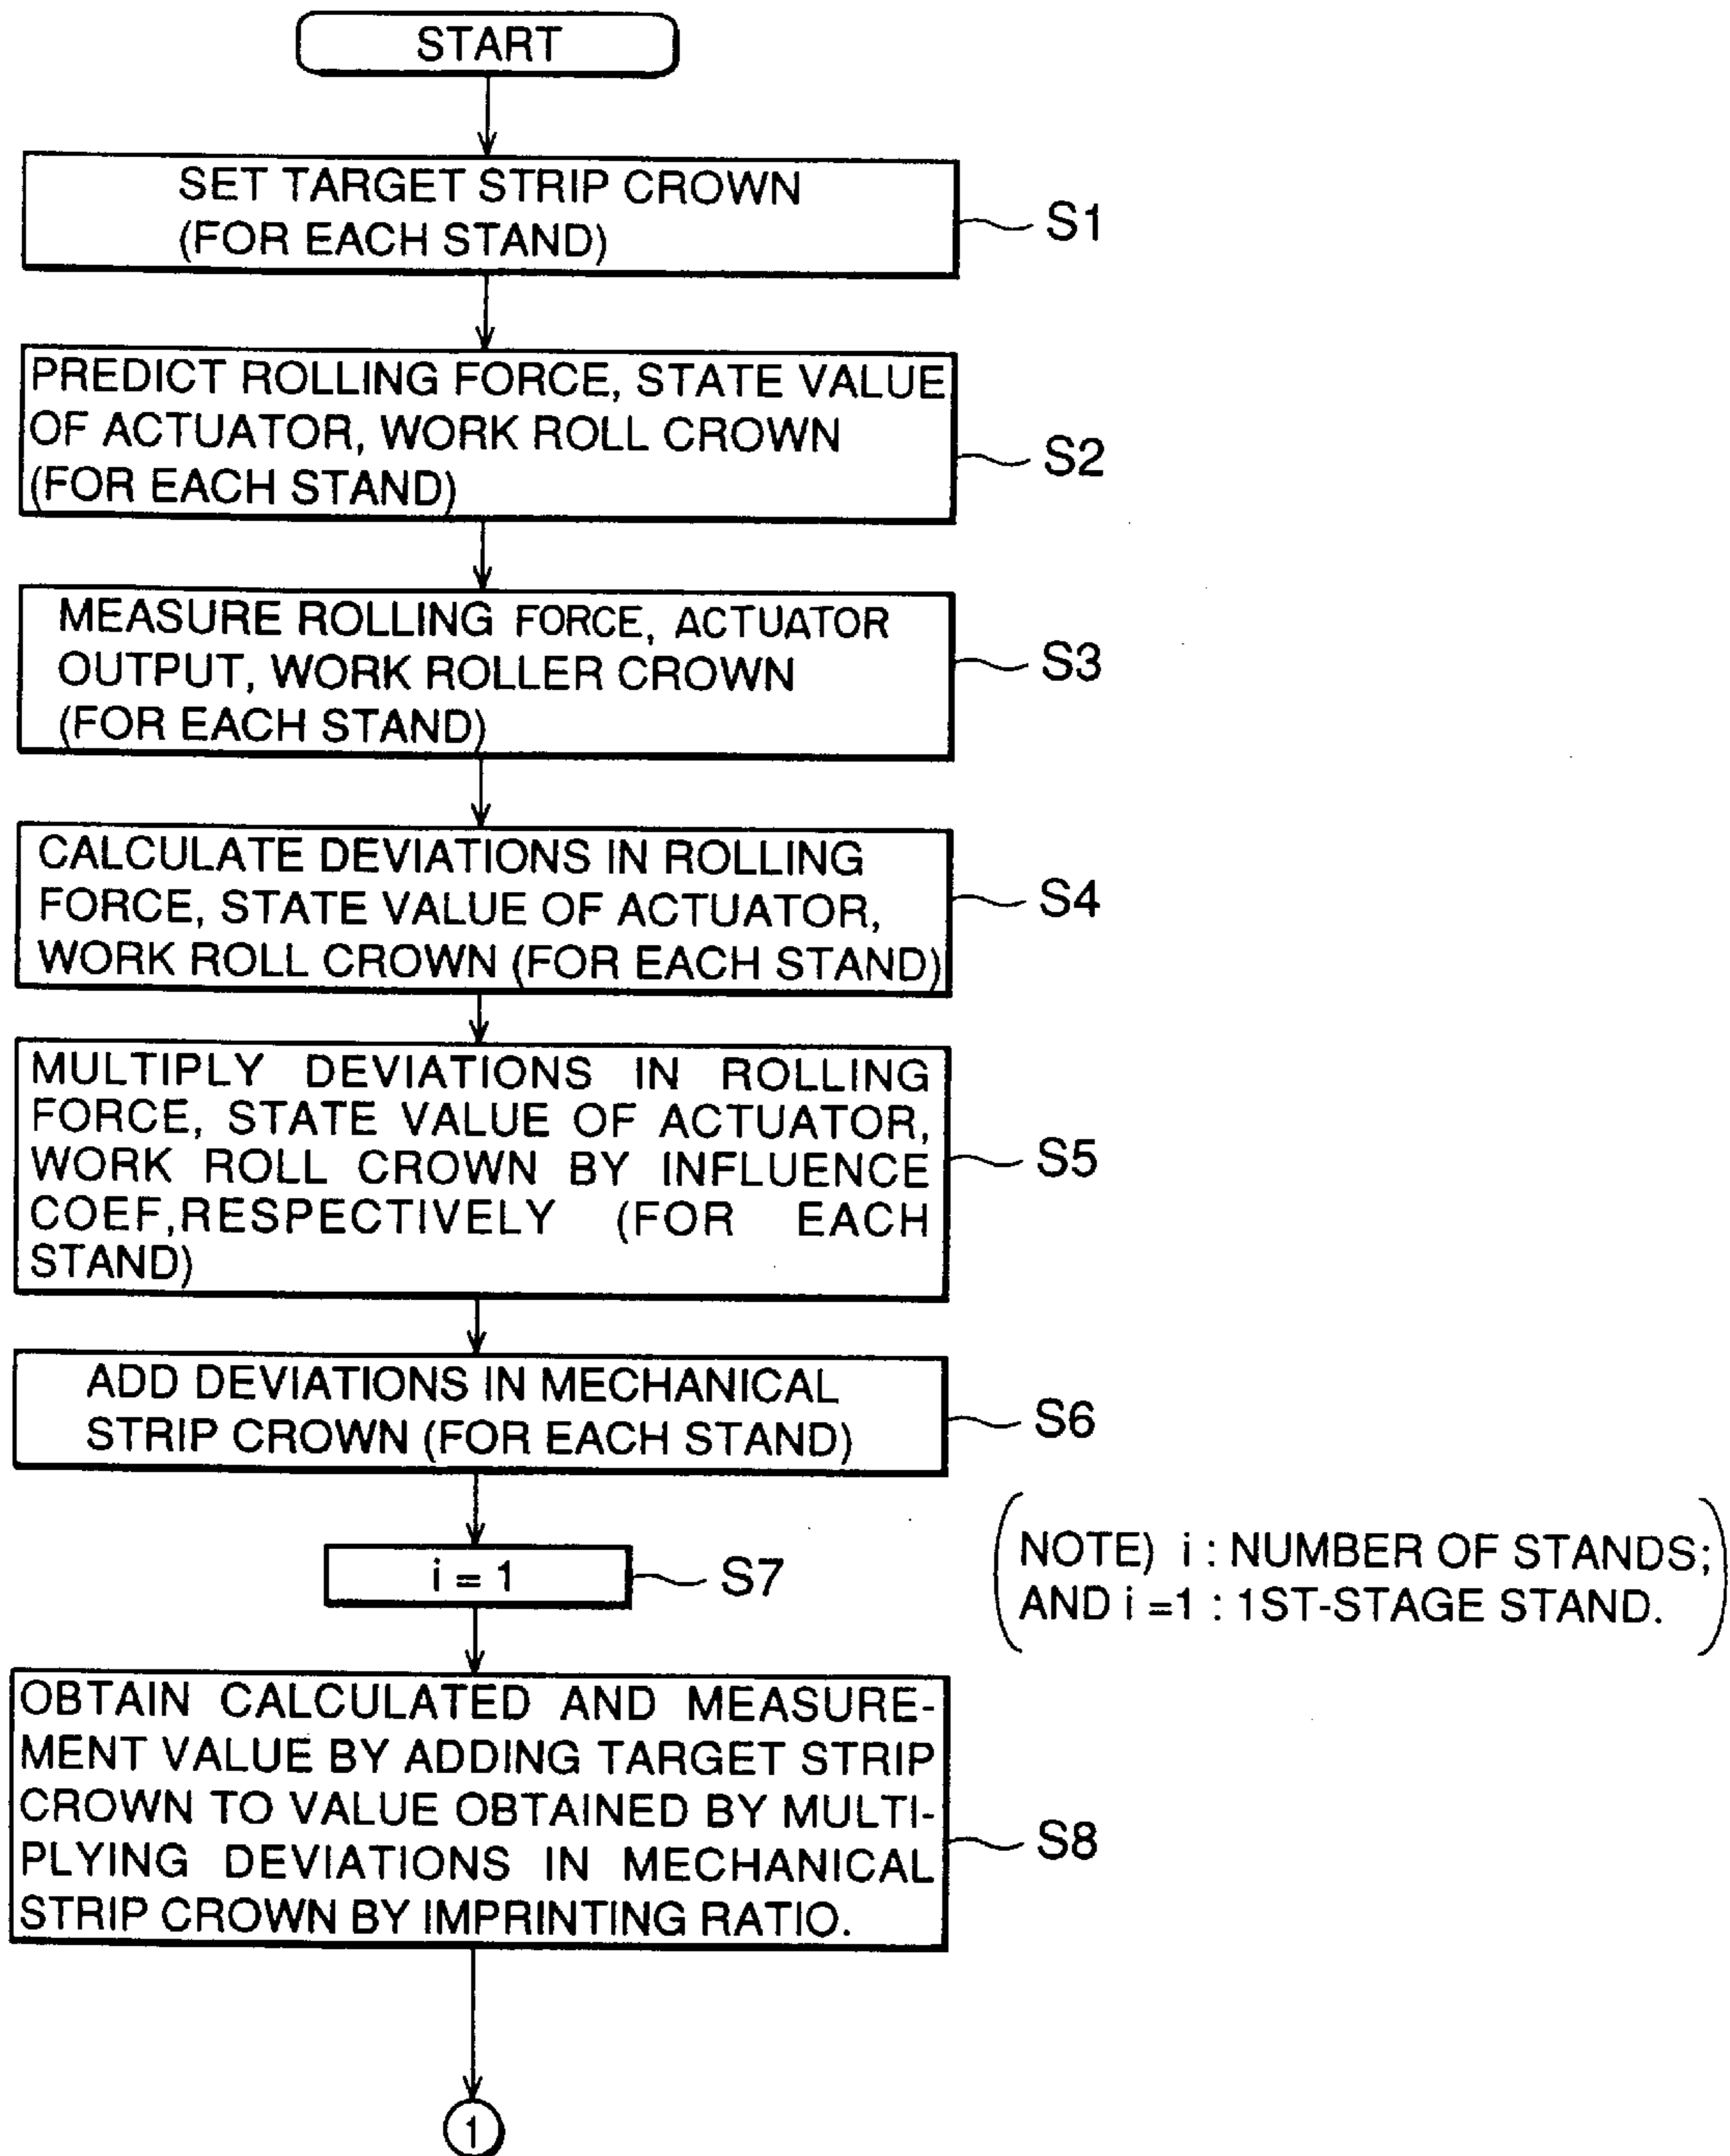 START
SET TARGET STRIP CROWN
(FOR EACH STAND)
S1
PREDICT ROLLING FORCE, STATE VALUE
OF ACTUATOR, WORK ROLL CROWN
(FOR EACH STAND)
S2
MEASURE ROLLING FORCE, ACTUATOR
OUTPUT, WORK ROLLER CROWN
(FOR EACH STAND)
S3
CALCULATE DEVIATIONS IN ROLLING
FORCE, STATE VALUE OF ACTUATOR,
WORK ROLL CROWN (FOR EACH STAND)
S4
MULTIPLY DEVIATIONS IN ROLLING
FORCE, STATE VALUE OF ACTUATOR,
WORK ROLL CROWN BY INFLUENCE
COEF,RESPECTIVELY (FOR EACH
STAND)
S5
ADD DEVIATIONS IN MECHANICAL
STRIP CROWN (FOR EACH STAND)
S6
i = 1
S7
NOTE) i : NUMBER OF STANDS;
AND i =1 : 1ST-STAGE STAND.
OBTAIN CALCULATED AND MEASURE-
MENT VALUE BY ADDING TARGET STRIP
CROWN TO VALUE OBTAINED BY MULTI-
PLYING DEVIATIONS IN MECHANICAL
STRIP CROWN BY IMPRINTING RATIO.
S8
1